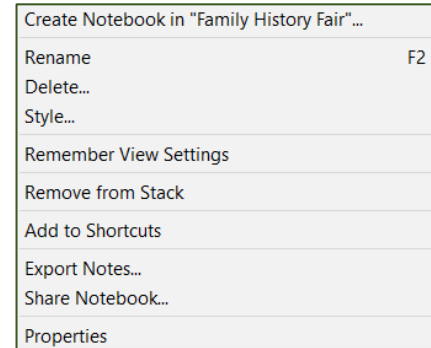 Create Notebook in "Family History Fair"...
Rename F2
Delete...
Style...
Remember View Settings
Remove from Stack
Add to Shortcuts
Export Notes...
Share Notebook...
Properties